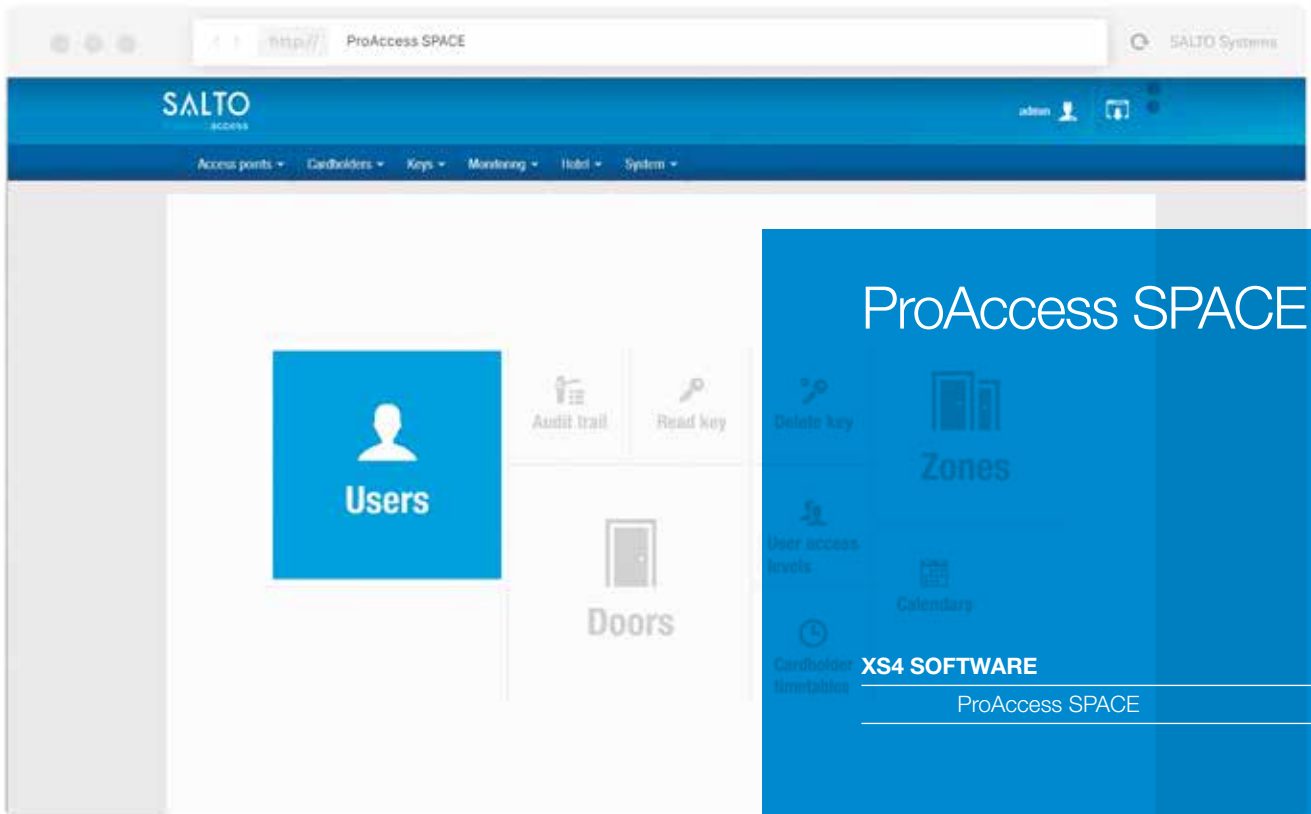 http:// ProAccess SPACE SALTO Systems
SALTO
access
admin
Access points Cardholders Keys Monitoring Hotel System
ProAccess SPACE
Users
Audit trail
Read key
Delete key
Zones
Doors
User access
levels
Calendars
Cardholder
timetables
XS4 SOFTWARE
ProAccess SPACE